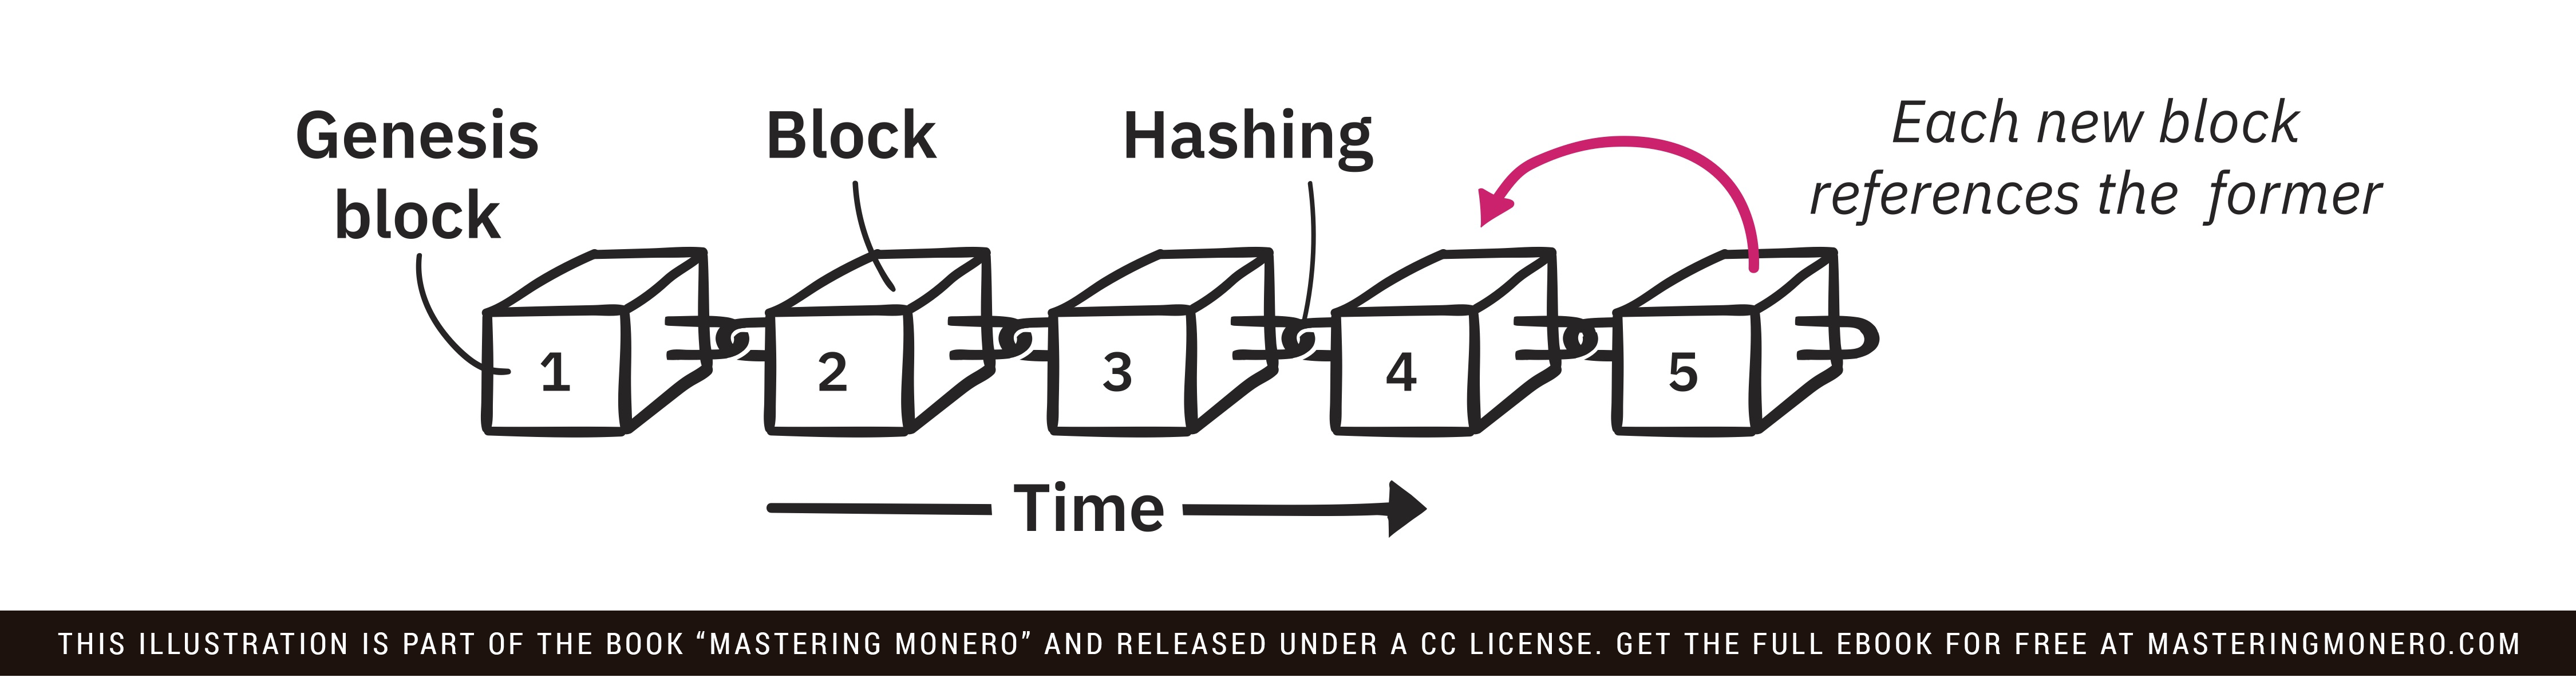 Genesis
block
Block
Hashing
Each new block
references the former
1
2
3
4
5
Time
THIS ILLUSTRATION IS PART OF THE BOOK “MASTERING MONERO” AND RELEASED UNDER A CC LICENSE. GET THE FULL EBOOK FOR FREE AT MASTERINGMONERO.COM